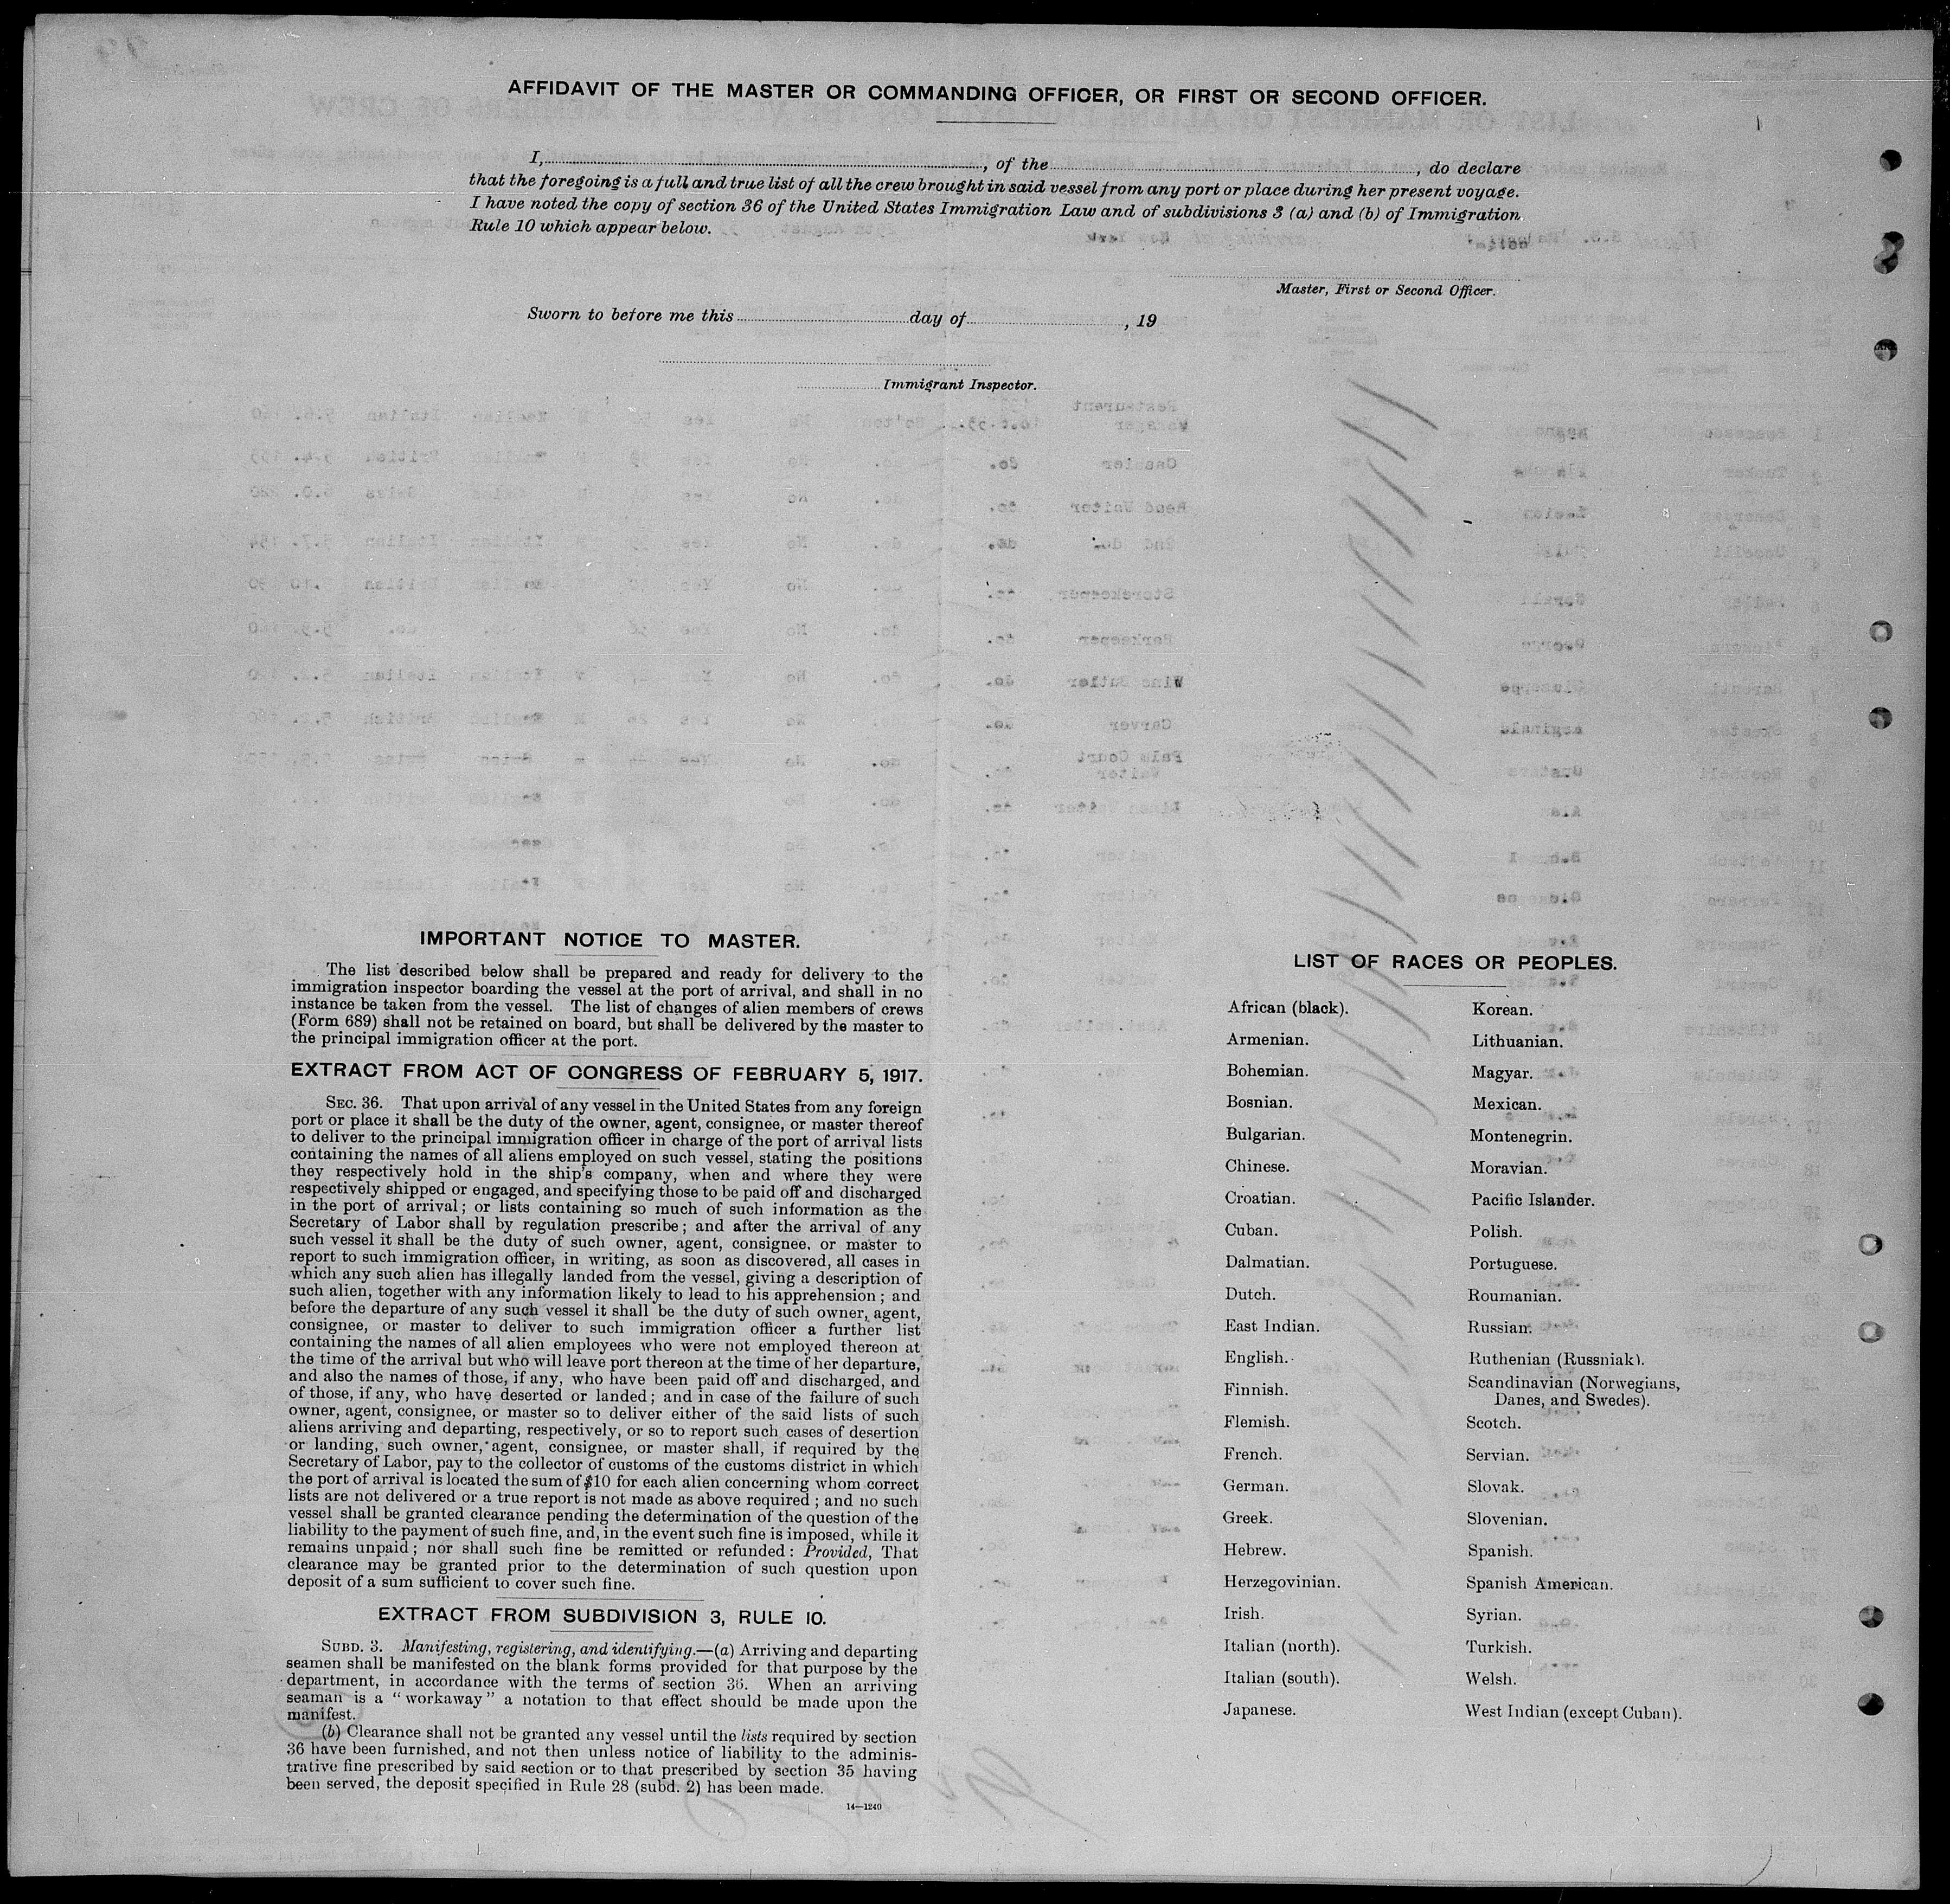 AFFIDAVIT OF THE MASTER OR COMMANDING OFFICER, OR FIRST OR SECOND OFFICER.
I, , of the , do declare
that the foregoing is a full and true list of all the crew brought in said vessel from any port or place during her present voyage.
I have noted the copy of section 36 of the United States Immigration Law and of subdivisions 3 (a) and (b) of Immigration
Rule 10 which appear below.
Master, First or Second Officer.
Sworn to before me this day of , 19
Immigrant Inspector.
IMPORTANT NOTICE TO MASTER.
The list described below shall be prepared and ready for delivery to the
immigration inspector boarding the vessel at the port of arrival, and shall in no
instance be taken from the vessel. The list of changes of alien members of crews
(Form 689) shall not be retained on board, but shall be delivered by the master to
the principal immigration officer at the port.
EXTRACT FROM ACT OF CONGRESS OF FEBRUARY 5, 1917.
SEC. 36. That upon arrival of any vessel in the United States from any foreign
port or place it shall be the duty of the owner, agent, consignee, or master thereof
to deliver to the principal immigration officer in charge of the port of arrival lists
containing the names of all aliens employed on such vessel, stating the positions
they respectively hold in the ship's company, when and where they were
respectively shipped or engaged, and specifying those to be paid off and discharged
in the port of arrival; or lists containing so much of such information as the
Secretary of Labor shall by regulation prescribe; and after the arrival of any
such vessel it shall be the duty of such owner, agent, consignee, or master to
report to such immigration officer, in writing, as soon as discovered, all cases in
which any such alien has illegally landed from the vessel, giving a description of
such alien, together with any information likely to lead to his apprehension; and
before the departure of any such vessel it shall be the duty of such owner, agent,
consignee, or master to deliver to such immigration officer a further list
containing the names of all alien employees who were not employed thereon at
the time of the arrival but who will leave port thereon at the time of her departure,
and also the names of those, if any, who have been paid off and discharged, and
of those, if any, who have deserted or landed; and in case of the failure of such
owner, agent, consignee, or master so to deliver either of the said lists of such
aliens arriving and departing, respectively, or so to report such cases of desertion
or landing, such owner, agent, consignee, or master shall, if required by the
Secretary of Labor, pay to the collector of customs of the customs district in which
the port of arrival is located the sum of $10 for each alien concerning whom correct
lists are not delivered or a true report is not made as above required; and no such
vessel shall be granted clearance pending the determination of the question of the
liability to the payment of such fine, and, in the event such fine is imposed, while it
remains unpaid; nor shall such fine be remitted or refunded: Provided, That
clearance may be granted prior to the determination of such question upon
deposit of a sum sufficient to cover such fine.
EXTRACT FROM SUBDIVISION 3, RULE 10.
SUBD. 3. Manifesting, registering, and identifying.—(a) Arriving and departing
seamen shall be manifested on the blank forms provided for that purpose by the
department, in accordance with the terms of section 36. When an arriving
seaman is a "workaway" a notation to that effect should be made upon the
manifest.
(b) Clearance shall not be granted any vessel until the lists required by section
36 have been furnished, and not then unless notice of liability to the adminis-
trative fine prescribed by said section or to that prescribed by section 35 having
been served, the deposit specified in Rule 28 (subd. 2) has been made.
14—1240
LIST OF RACES OR PEOPLES.
African (black).
Armenian.
Bohemian.
Bosnian.
Bulgarian.
Chinese.
Croatian.
Cuban.
Dalmatian.
Dutch.
East Indian.
English.
Finnish.
Flemish.
French.
German.
Greek.
Hebrew.
Herzegovinian.
Irish.
Italian (north).
Italian (south).
Japanese.
Korean.
Lithuanian.
Magyar.
Mexican.
Montenegrin.
Moravian.
Pacific Islander.
Polish.
Portuguese.
Roumanian.
Russian.
Ruthenian (Russniak).
Scandinavian (Norwegians,
Danes, and Swedes).
Scotch.
Servian.
Slovak.
Slovenian.
Spanish.
Spanish American.
Syrian.
Turkish.
Welsh.
West Indian (except Cuban).